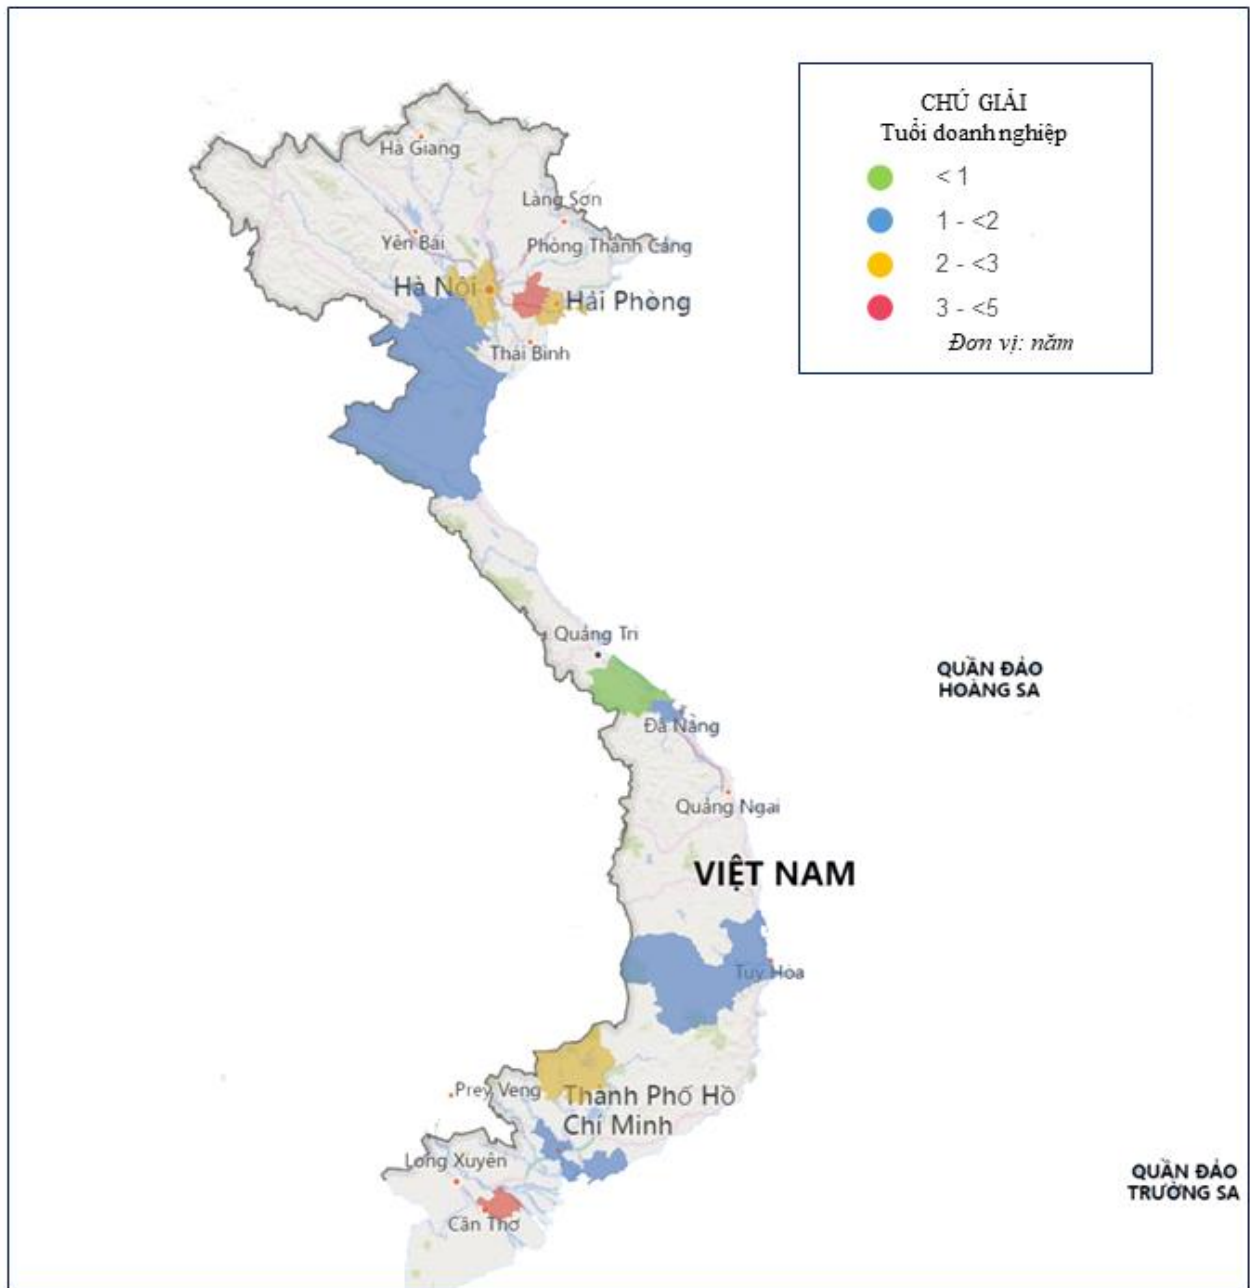 CHÚ GIẢI
Tuổi doanh nghiệp
< 1
1 - <2
2 - <3
3 - <5
Đơn vị: năm
Hà Giang
Làng Sơn
Yên Bái
Phòng Thành Cảng
Hà Nội
Hải Phòng
Thái Bình
Quảng Tri
QUẦN ĐẢO
HOÀNG SA
Đà Nẵng
Quảng Ngai
VIỆT NAM
Tuy Hòa
Prey Veng
Thành Phố Hồ
Chí Minh
Long Xuyên
QUẦN ĐẢO
TRƯỜNG SA
Cần Thơ